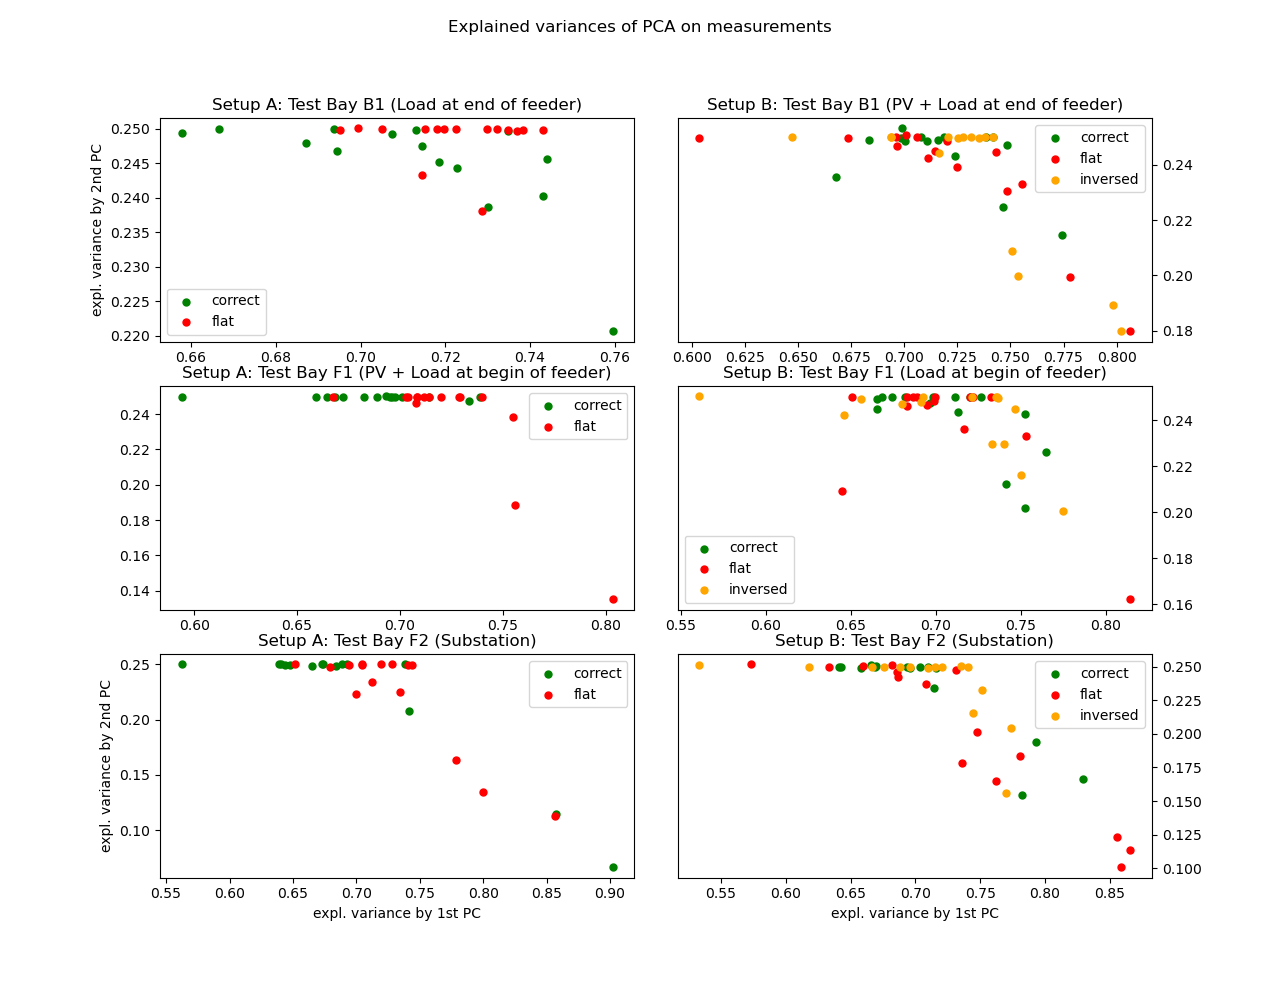 Explained variances of PCA on measurements
Setup A: Test Bay B1 (Load at end of feeder)
expl. variance by 2nd PC
0.250
0.245
0.240
0.235
0.230
0.225
0.220
0.66 0.68 0.70 0.72 0.74 0.76
correct
flat
Setup B: Test Bay B1 (PV + Load at end of feeder)
correct
flat
inversed
0.24
0.22
0.20
0.18
0.600 0.625 0.650 0.675 0.700 0.725 0.750 0.775 0.800
Setup A: Test Bay F1 (PV + Load at begin of feeder)
0.24
0.22
0.20
0.18
0.16
0.14
correct
flat
0.60 0.65 0.70 0.75 0.80
Setup B: Test Bay F1 (Load at begin of feeder)
0.24
0.22
0.20
0.18
0.16
correct
flat
inversed
0.55 0.60 0.65 0.70 0.75 0.80
Setup A: Test Bay F2 (Substation)
expl. variance by 2nd PC
0.25
0.20
0.15
0.10
correct
flat
0.55 0.60 0.65 0.70 0.75 0.80 0.85 0.90
expl. variance by 1st PC
Setup B: Test Bay F2 (Substation)
correct
flat
inversed
0.250
0.225
0.200
0.175
0.150
0.125
0.100
0.55 0.60 0.65 0.70 0.75 0.80 0.85
expl. variance by 1st PC